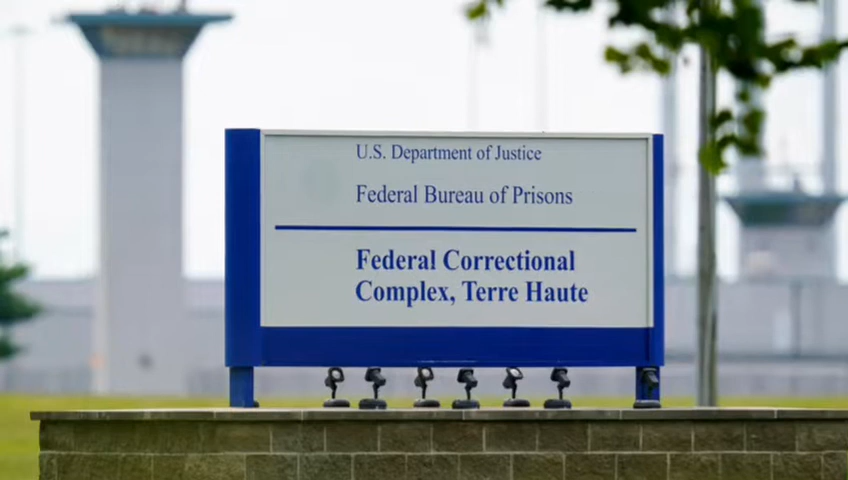 U.S. Department of Justice
Federal Bureau of Prisons
Federal Correctional
Complex, Terre Haute